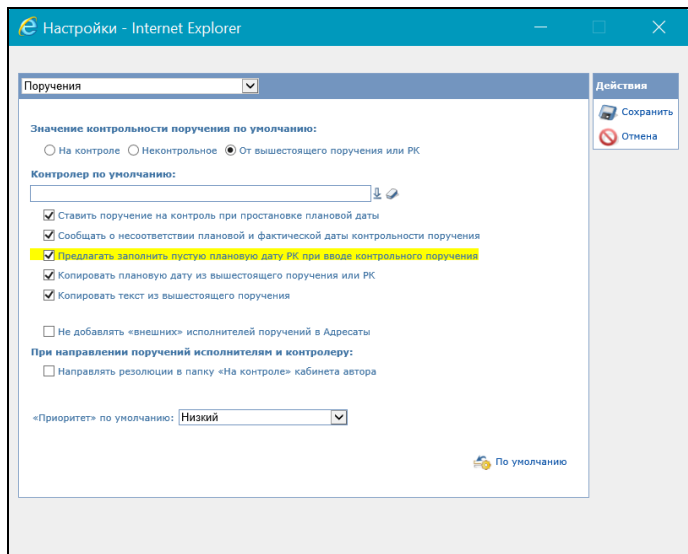 Настройки - Internet Explorer
Поручения
Действия
Сохранить
Отмена
Значение контрольности поручения по умолчанию:
На контроле Неконтрольное От вышестоящего поручения или РК
Контролер по умолчанию:
Ставить поручение на контроль при простановке плановой даты
Сообщать о несоответствии плановой и фактической даты контрольности поручения
Предлагать заполнить пустую плановую дату РК при вводе контрольного поручения
Копировать плановую дату из вышестоящего поручения или РК
Копировать текст из вышестоящего поручения
Не добавлять «внешних» исполнителей поручений в Адресаты
При направлении поручений исполнителям и контролеру:
Направлять резолюции в папку «На контроле» кабинета автора
«Приоритет» по умолчанию: Низкий
По умолчанию